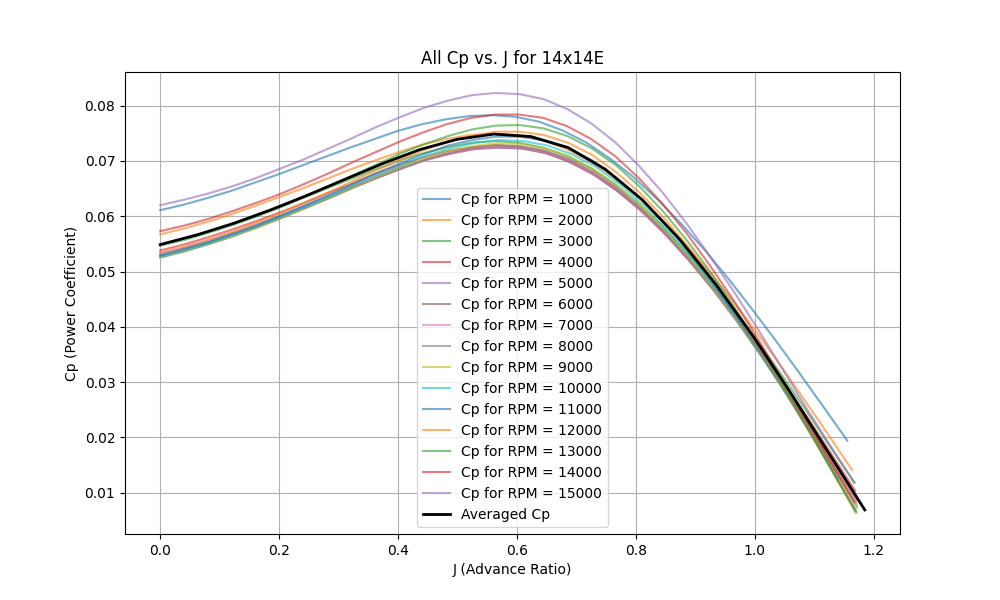 All Cp vs. J for 14x14E
Cp (Power Coefficient)
0.08
0.07
0.06
0.05
0.04
0.03
0.02
0.01
Cp for RPM = 1000
Cp for RPM = 2000
Cp for RPM = 3000
Cp for RPM = 4000
Cp for RPM = 5000
Cp for RPM = 6000
Cp for RPM = 7000
Cp for RPM = 8000
Cp for RPM = 9000
Cp for RPM = 10000
Cp for RPM = 11000
Cp for RPM = 12000
Cp for RPM = 13000
Cp for RPM = 14000
Cp for RPM = 15000
Averaged Cp
0.0 0.2 0.4 0.6 0.8 1.0 1.2
J (Advance Ratio)